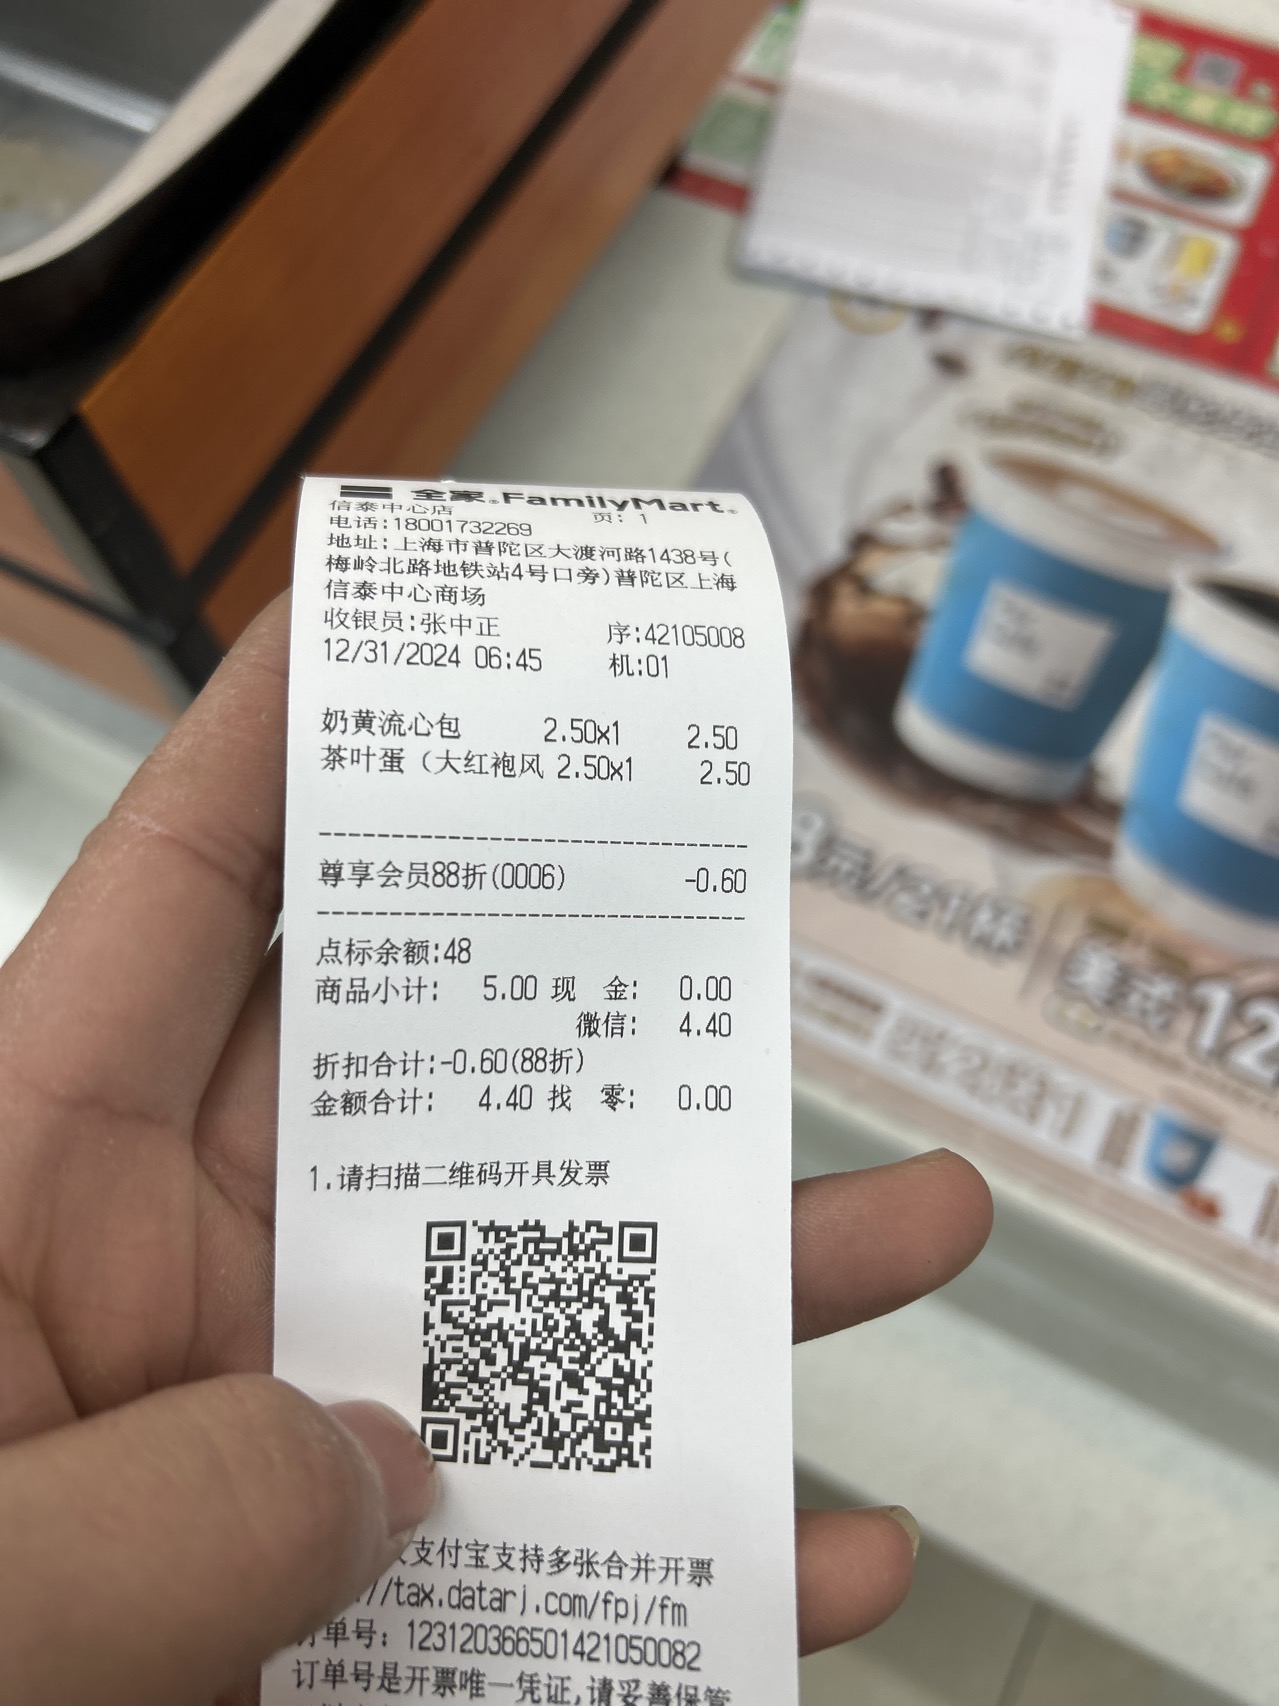 全家®FamilyMart®
信泰中心店 页: 1
电话:18001732269
地址:上海市普陀区大渡河路1438号(
梅岭北路地铁站4号口旁)普陀区上海
信泰中心商场
收银员:张中正 序:42105008
12/31/2024 06:45 机:01
奶黄流心包 2.50x1 2.50
茶叶蛋（大红袍风 2.50x1 2.50
尊享会员88折(0006) -0.60
点标余额:48
商品小计: 5.00 现 金: 0.00
微信: 4.40
折扣合计:-0.60(88折)
金额合计: 4.40 找 零: 0.00
1.请扫描二维码开具发票
支付宝支持多张合并开票
//tax.datarj.com/fpj/fm
订单号: 123120366501421050082
订单号是开票唯一凭证,请妥善保管
元/21杯
美式 12